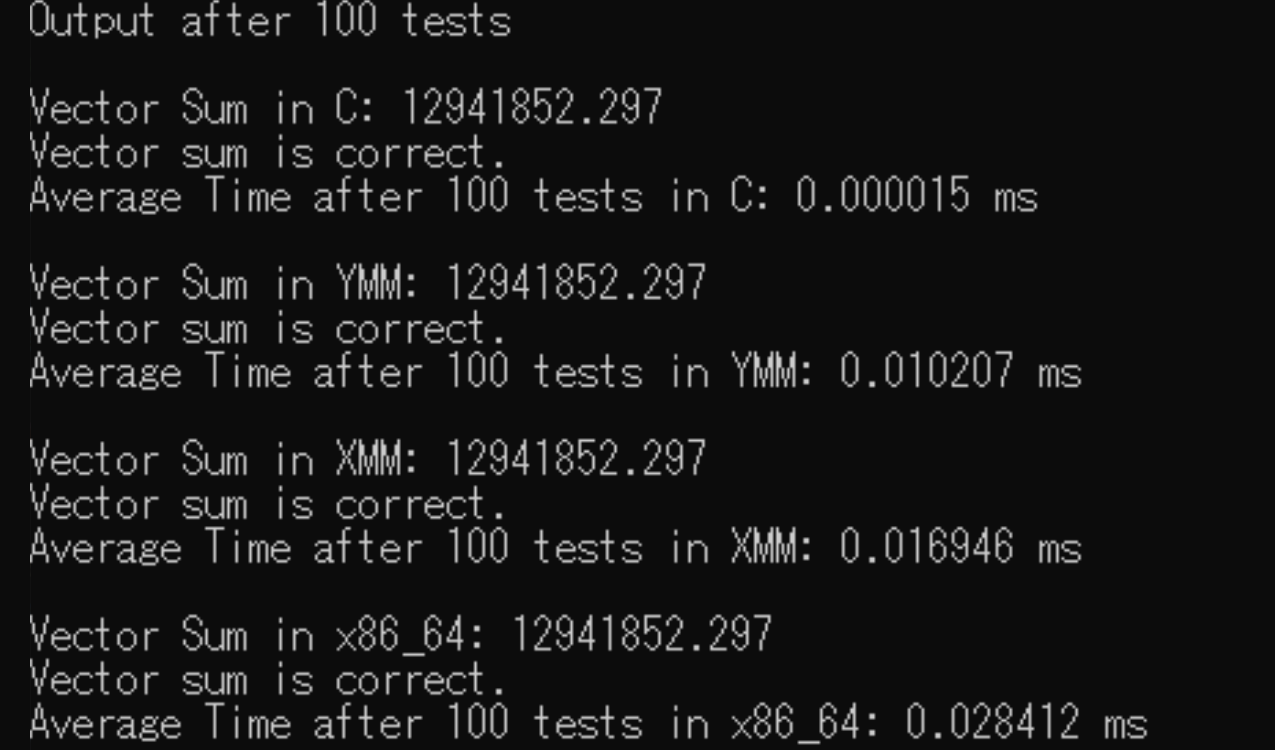 Output after 100 tests
Vector Sum in C: 12941852.297
Vector sum is correct.
Average Time after 100 tests in C: 0.000015 ms
Vector Sum in YMM: 12941852.297
Vector sum is correct.
Average Time after 100 tests in YMM: 0.010207 ms
Vector Sum in XMM: 12941852.297
Vector sum is correct.
Average Time after 100 tests in XMM: 0.016946 ms
Vector Sum in x86_64: 12941852.297
Vector sum is correct.
Average Time after 100 tests in x86_64: 0.028412 ms